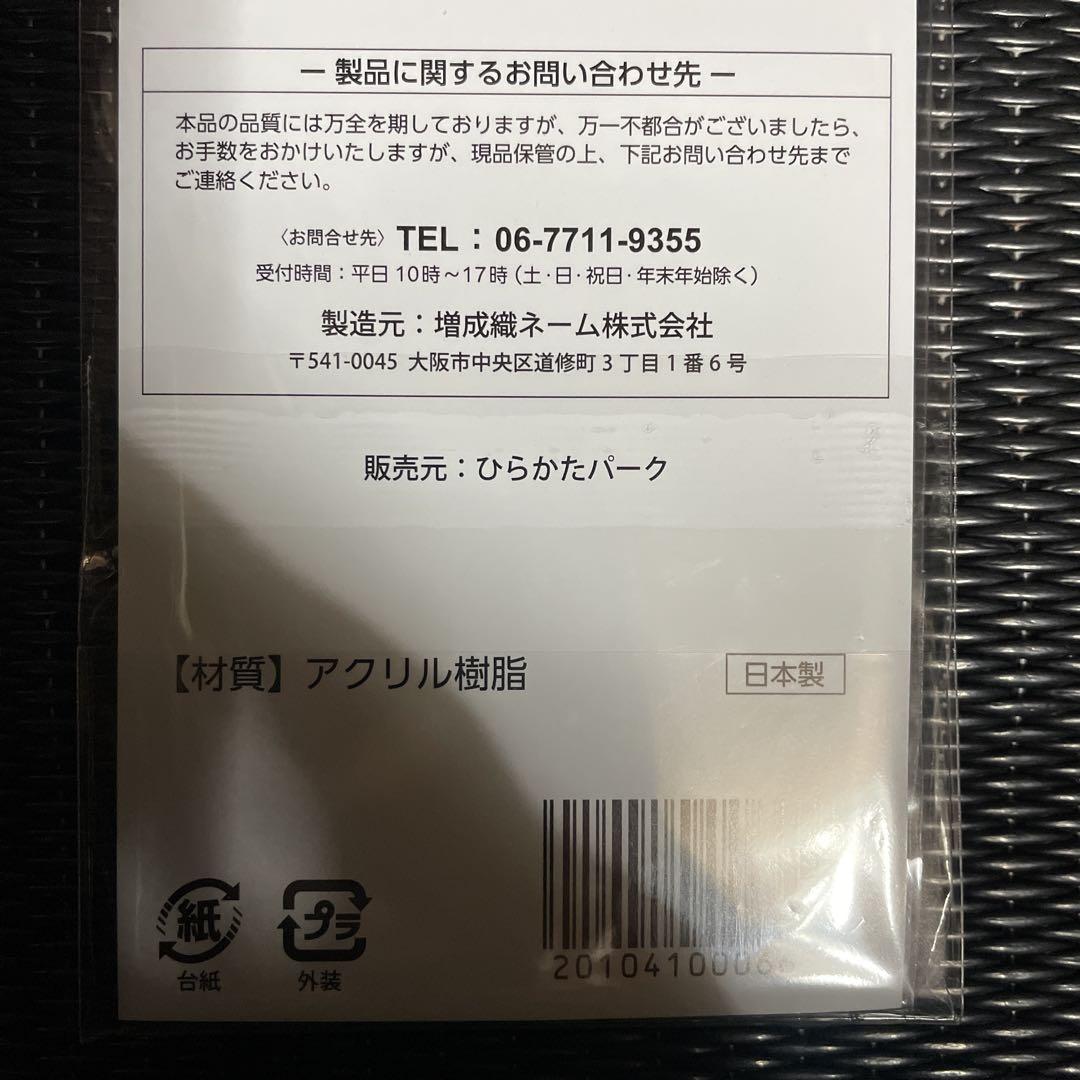 ー 製品に関するお問い合わせ先 ー
本品の品質には万全を期しておりますが、万一不都合がございましたら、
お手数をおかけいたしますが、現品保管の上、下記お問い合わせ先まで
ご連絡ください。
〈お問合せ先〉 TEL：06-7711-9355
受付時間：平日 10時～17時（土・日・祝日・年末年始除く）
製造元：増成織ネーム株式会社
〒541-0045 大阪市中央区道修町3丁目1番6号
販売元：ひらかたパーク
【材質】アクリル樹脂
日本製
紙
台紙
プラ
外装